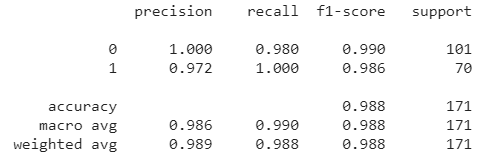 precision recall f1-score support
0 1.000 0.980 0.990 101
1 0.972 1.000 0.986 70
accuracy 0.988 171
macro avg 0.986 0.990 0.988 171
weighted avg 0.989 0.988 0.988 171